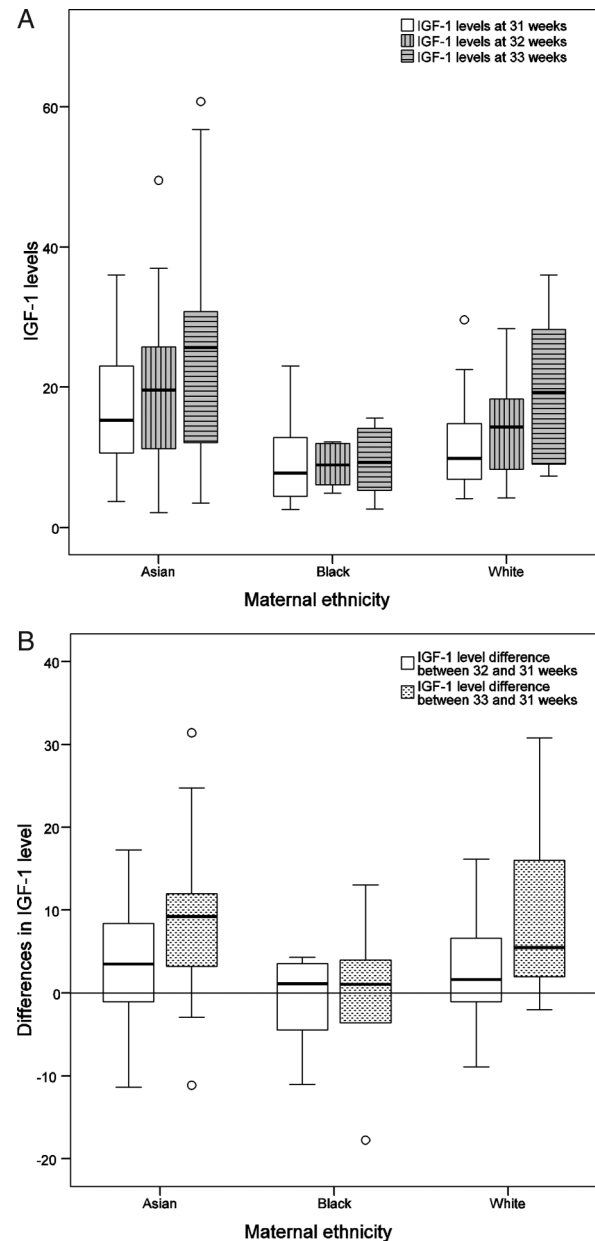 A
IGF-1 levels at 31 weeks
IGF-1 levels at 32 weeks
IGF-1 levels at 33 weeks
60
40
20
0
IGF-1 levels
Asian
Black
White
Maternal ethnicity
B
IGF-1 level difference
between 32 and 31 weeks
IGF-1 level difference
between 33 and 31 weeks
40
30
20
10
0
-10
-20
Differences in IGF-1 level
Asian
Black
White
Maternal ethnicity